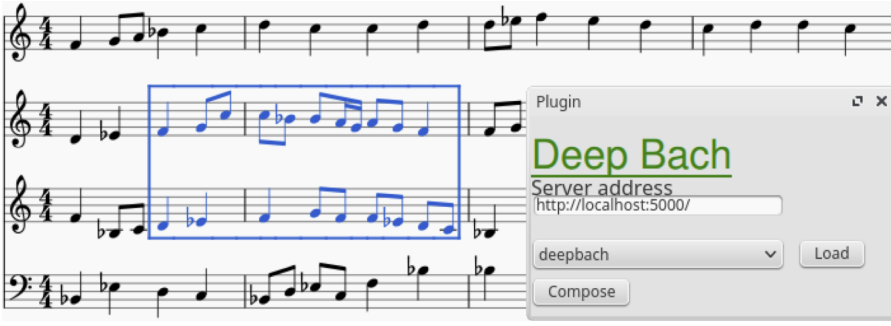 Plugin
Deep Bach
Server address
http://localhost:5000/
deepbach
Load
Compose